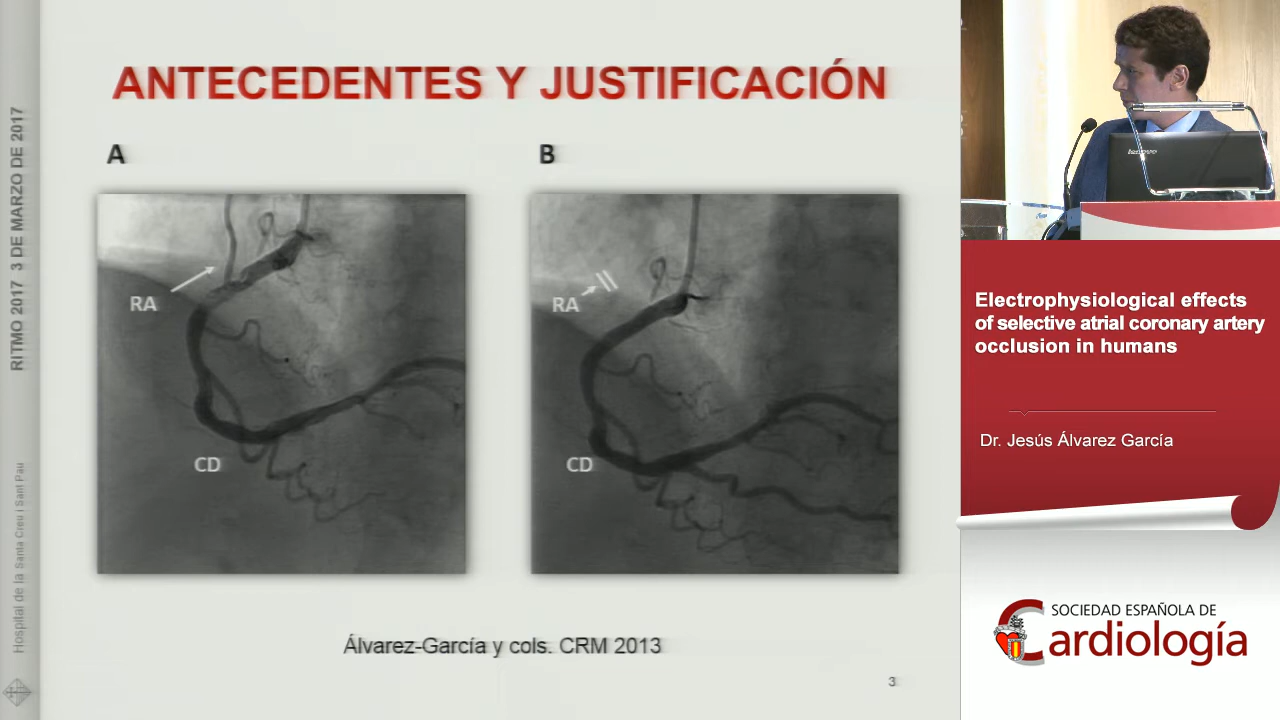 RITMO 2017 3 DE MARZO DE 2017
Hospital de la Santa Creu i Sant Pau
ANTECEDENTES Y JUSTIFICACIÓN
A
B
RA
CD
RA
CD
Álvarez-García y cols. CRM 2013
3
lenovo
Electrophysiological effects
of selective atrial coronary artery
occlusion in humans
Dr. Jesús Álvarez García
SOCIEDAD ESPAÑOLA DE
Cardiología